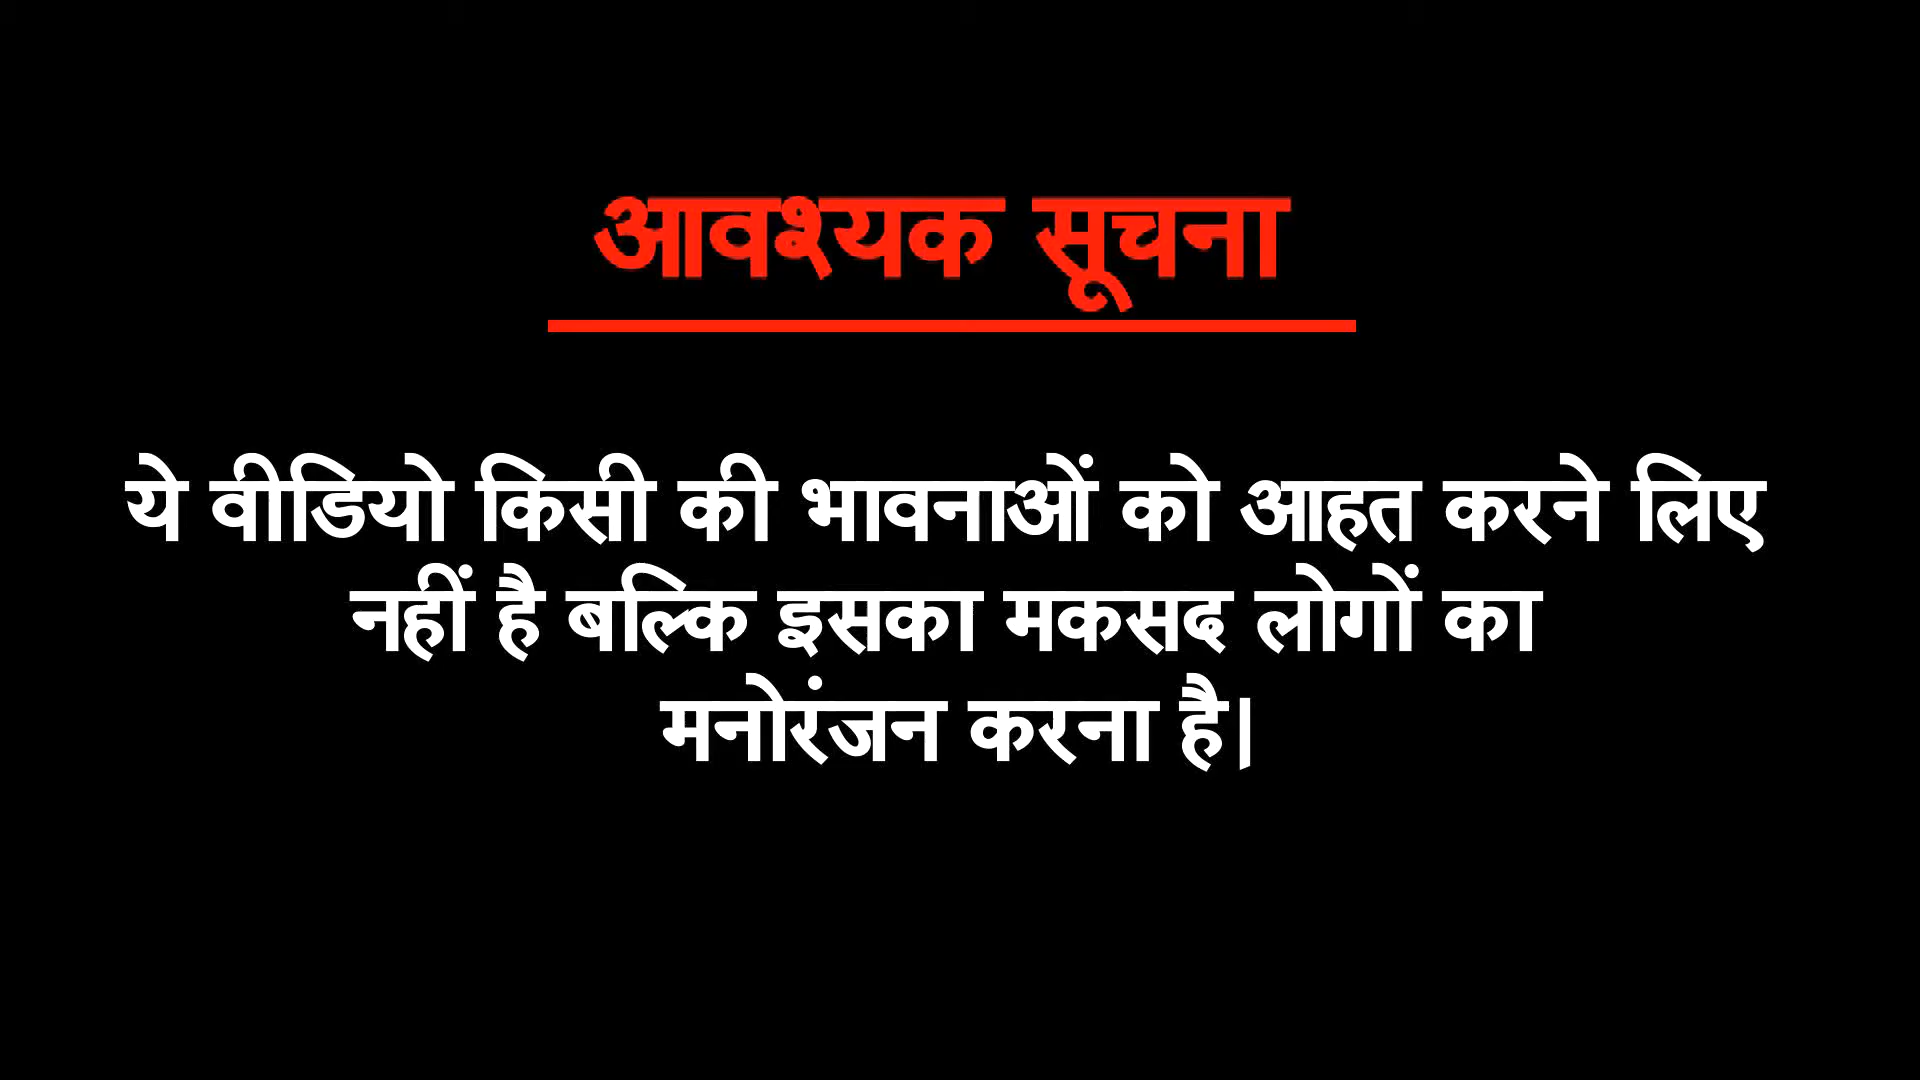 आवश्यक सूचना
ये वीडियो किसी की भावनाओं को आहत करने लिए
नहीं है बल्कि इसका मकसद लोगों का
मनोरंजन करना है।